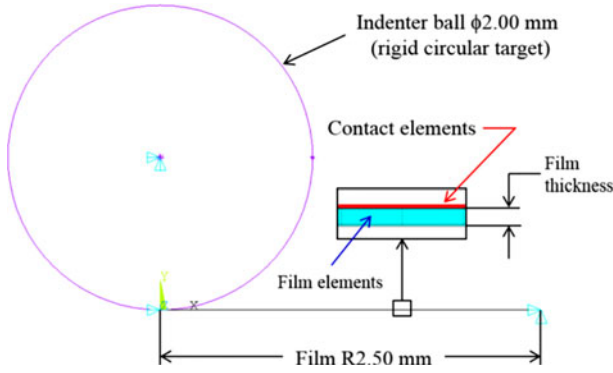 Indenter ball ϕ2.00 mm
(rigid circular target)
Contact elements
Film
thickness
Film elements
Y
X
Film R2.50 mm